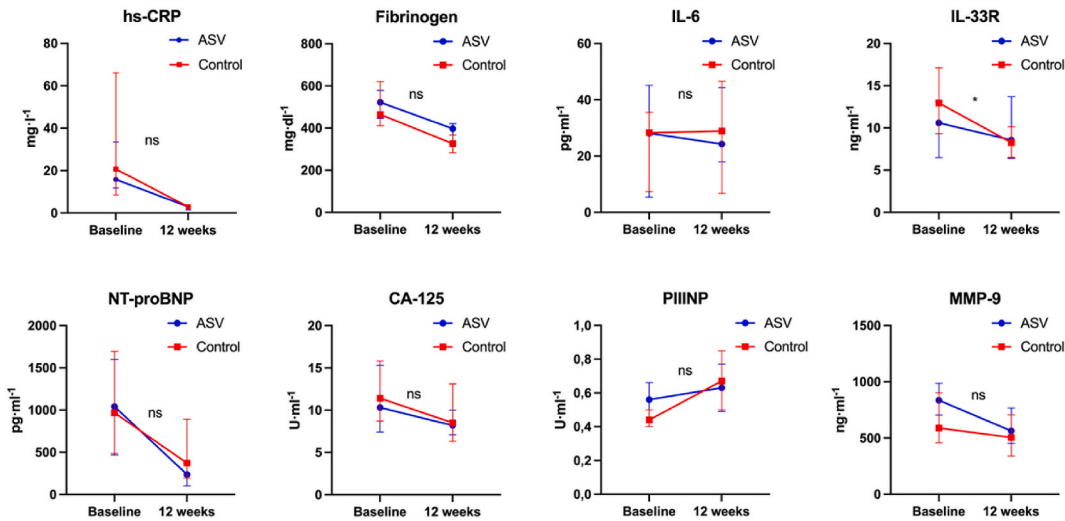 hs-CRP
80
60
40
20
0
mg·l-1
ASV
Control
ns
Baseline 12 weeks
Fibrinogen
800
600
400
200
0
mg·dl-1
ASV
Control
ns
Baseline 12 weeks
IL-6
60
40
20
0
pg·ml-1
ASV
Control
ns
Baseline 12 weeks
IL-33R
20
15
10
5
0
ng·ml-1
ASV
Control
*
Baseline 12 weeks
NT-proBNP
2000
1500
1000
500
0
pg·ml-1
ASV
Control
ns
Baseline 12 weeks
CA-125
20
15
10
5
0
U·ml-1
ASV
Control
ns
Baseline 12 weeks
PIIINP
1,0
0,8
0,6
0,4
0,2
0,0
U·ml-1
ASV
Control
ns
Baseline 12 weeks
MMP-9
1500
1000
500
0
ng·ml-1
ASV
Control
ns
Baseline 12 weeks